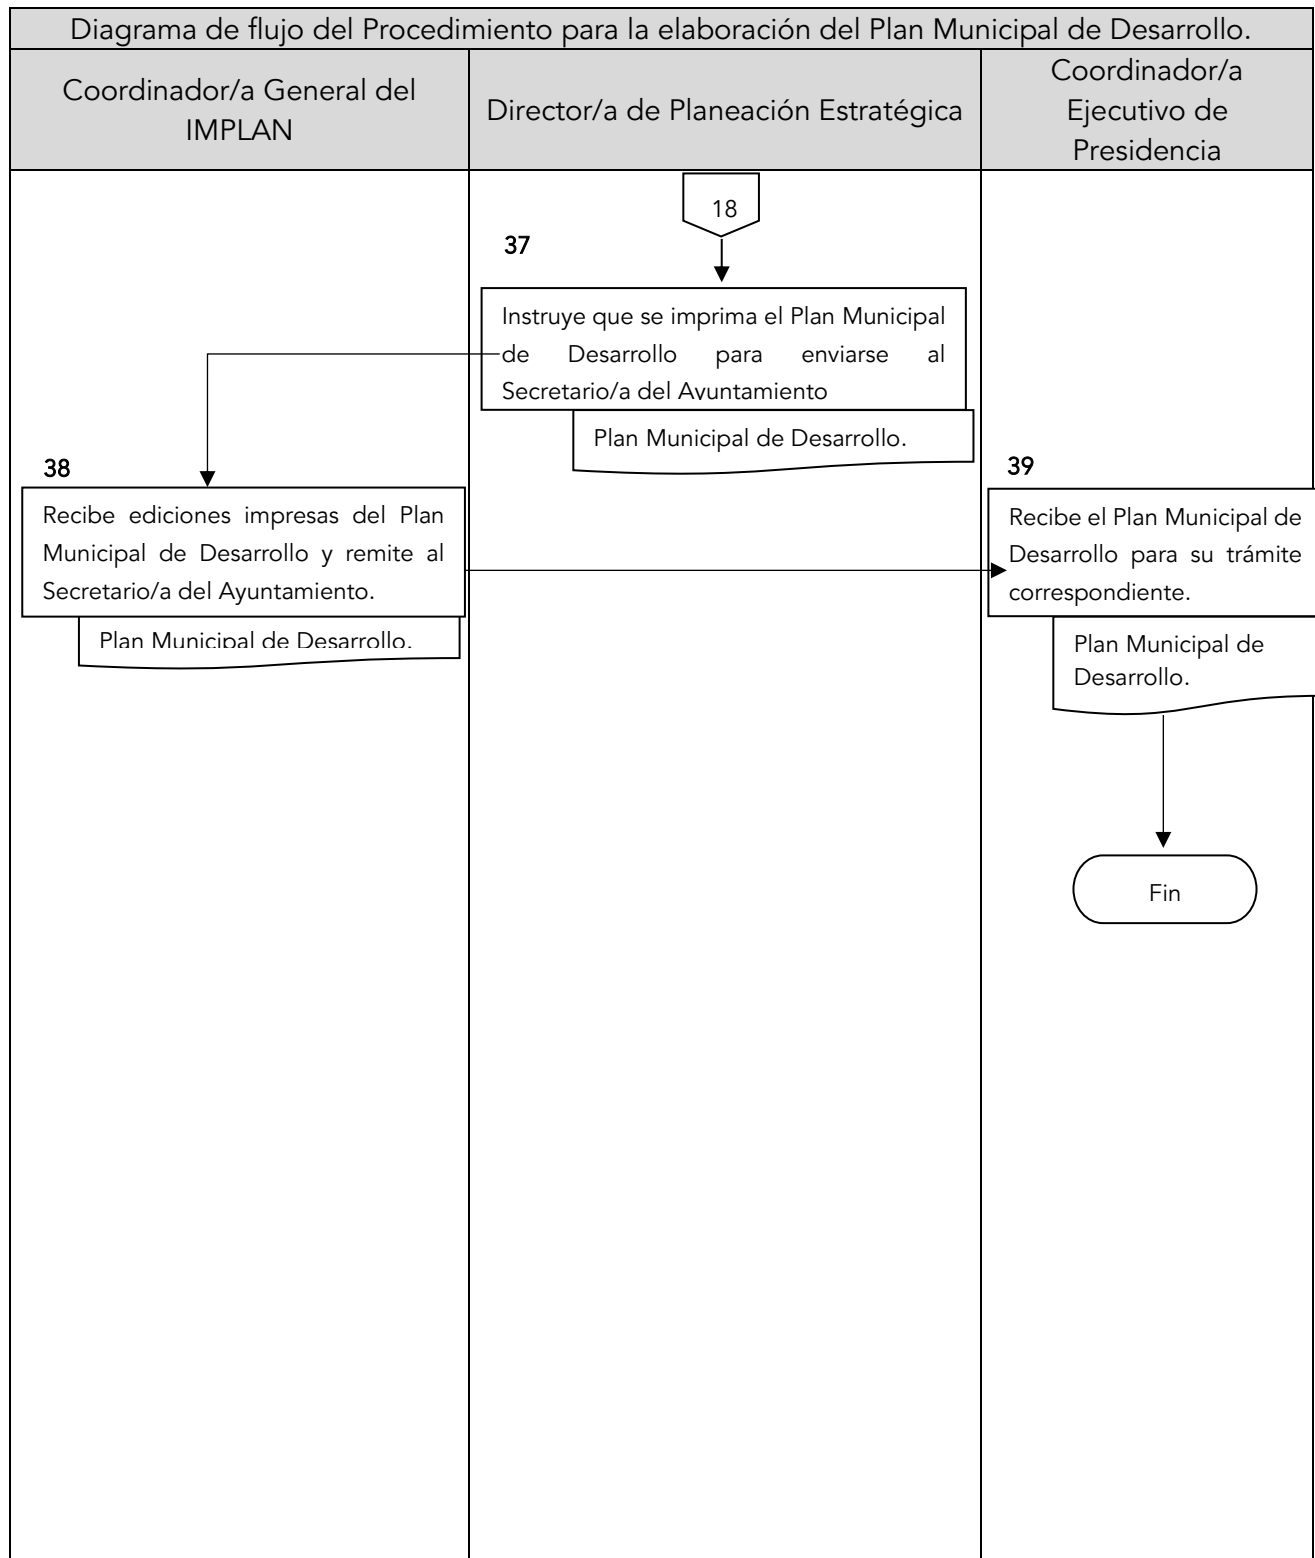 Diagrama de flujo del Procedimiento para la elaboración del Plan Municipal de Desarrollo.
Coordinador/a General del
IMPLAN
Director/a de Planeación Estratégica
Coordinador/a
Ejecutivo de
Presidencia
18
37
Instruye que se imprima el Plan Municipal
de Desarrollo para enviarse al
Secretario/a del Ayuntamiento
Plan Municipal de Desarrollo.
38
Recibe ediciones impresas del Plan
Municipal de Desarrollo y remite al
Secretario/a del Ayuntamiento.
Plan Municipal de Desarrollo.
39
Recibe el Plan Municipal de
Desarrollo para su trámite
correspondiente.
Plan Municipal de
Desarrollo.
Fin